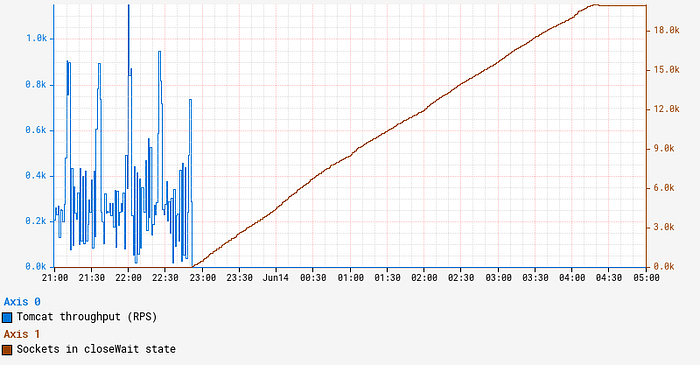 1.0k
0.8k
0.6k
0.4k
0.2k
0.0k
18.0k
15.0k
12.0k
9.0k
6.0k
3.0k
0.0k
21:00 21:30 22:00 22:30 23:00 23:30 Jun14 00:30 01:00 01:30 02:00 02:30 03:00 03:30 04:00 04:30 05:00
Axis 0
Tomcat throughput (RPS)
Axis 1
Sockets in closeWait state